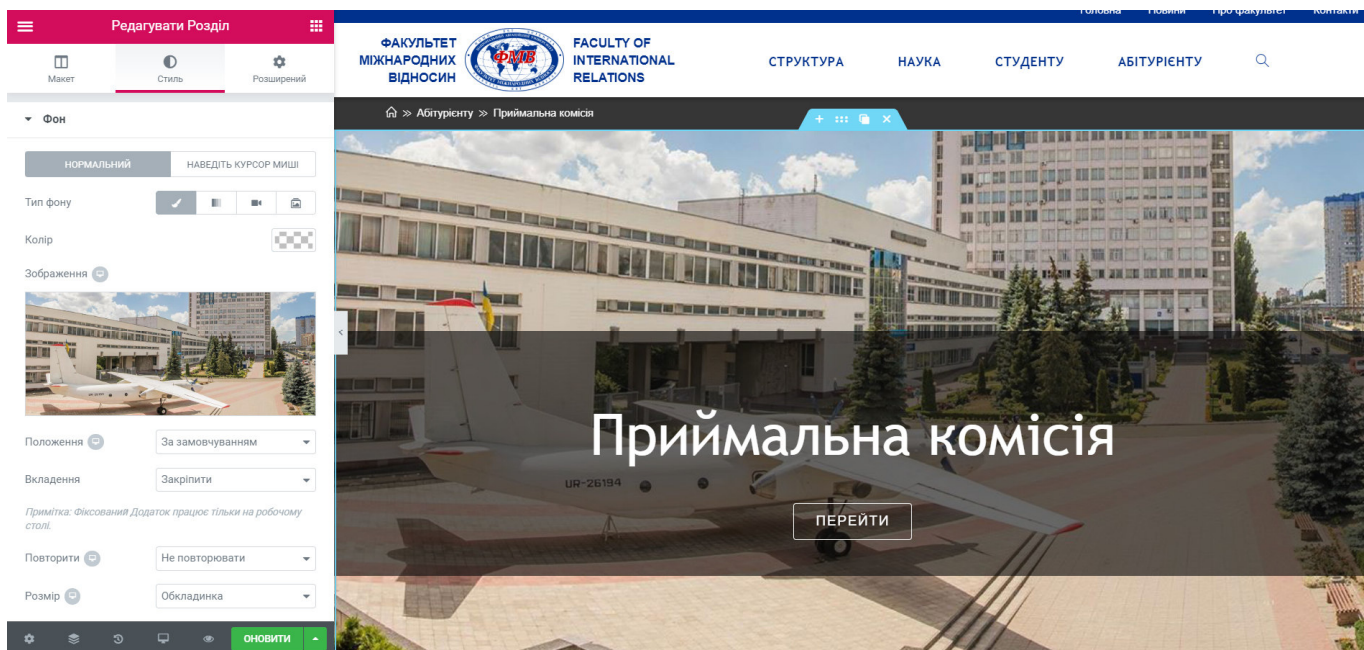 Редагувати Розділ
Макет
Стиль
Розширений
Фон
НОРМАЛЬНИЙ
НАВЕДІТЬ КУРСОР МИШІ
Тип фону
Колір
Зображення
Положення
За замовчуванням
Вкладення
Закріпити
Примітка: Фіксований Додаток працює тільки на робочому
столі.
Повторити
Не повторювати
Розмір
Обкладинка
ОНОВИТИ
Головна Новини Про факультет Контакти
ФАКУЛЬТЕТ
МІЖНАРОДНИХ
ВІДНОСИН
ФМВ
FACULTY OF
INTERNATIONAL
RELATIONS
СТРУКТУРА НАУКА СТУДЕНТУ АБІТУРІЄНТУ
» Абітурієнту » Приймальна комісія
Приймальна комісія
UR-26194
ПЕРЕЙТИ